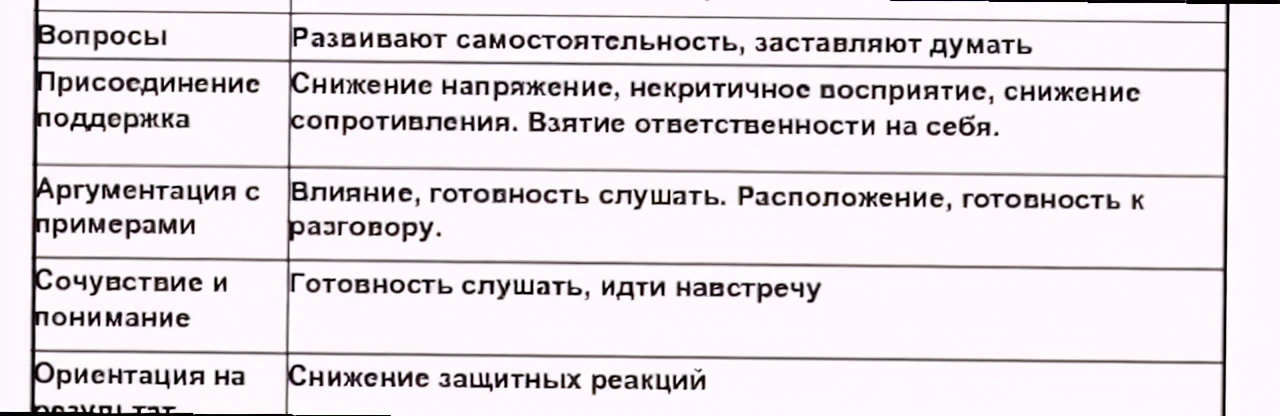 Вопросы
Развивают самостоятельность, заставляют думать
Присоединение
поддержка
Снижение напряжение, некритичное восприятие, снижение
сопротивления. Взятие ответственности на себя.
Аргументация с
примерами
Влияние, готовность слушать. Расположение, готовность к
разговору.
Сочувствие и
понимание
Готовность слушать, идти навстречу
Ориентация на
результат
Снижение защитных реакций